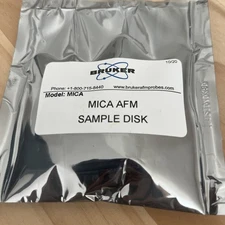 BRUKER
Phone: +1-800-715-8440
www.brukerafmprobes.com
Model: MICA
MICA AFM
SAMPLE DISK